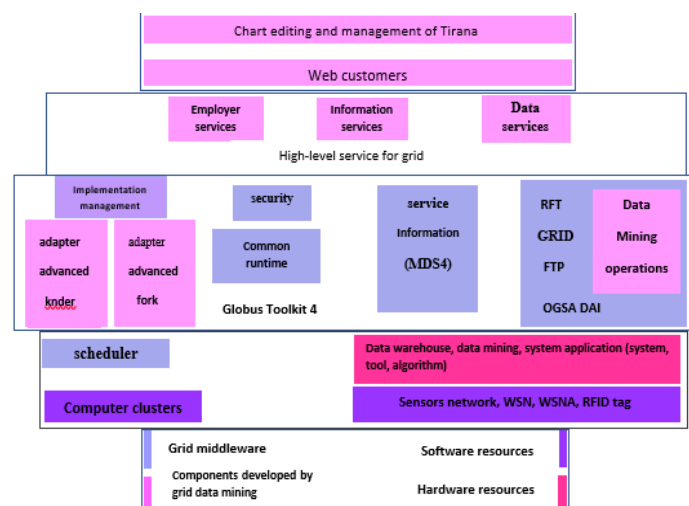 Chart editing and management of Tirana
Web customers
Employer
services
Information
services
Data
services
High-level service for grid
Implementation
management
adapter
advanced
knder
adapter
advanced
fork
security
Common
runtime
Globus Toolkit 4
service
Information
(MDS4)
RFT
GRID
FTP
OGSA DAI
Data
Mining
operations
scheduler
Computer clusters
Data warehouse, data mining, system application (system,
tool, algorithm)
Sensors network, WSN, WSNA, RFID tag
Grid middleware
Components developed by
grid data mining
Software resources
Hardware resources